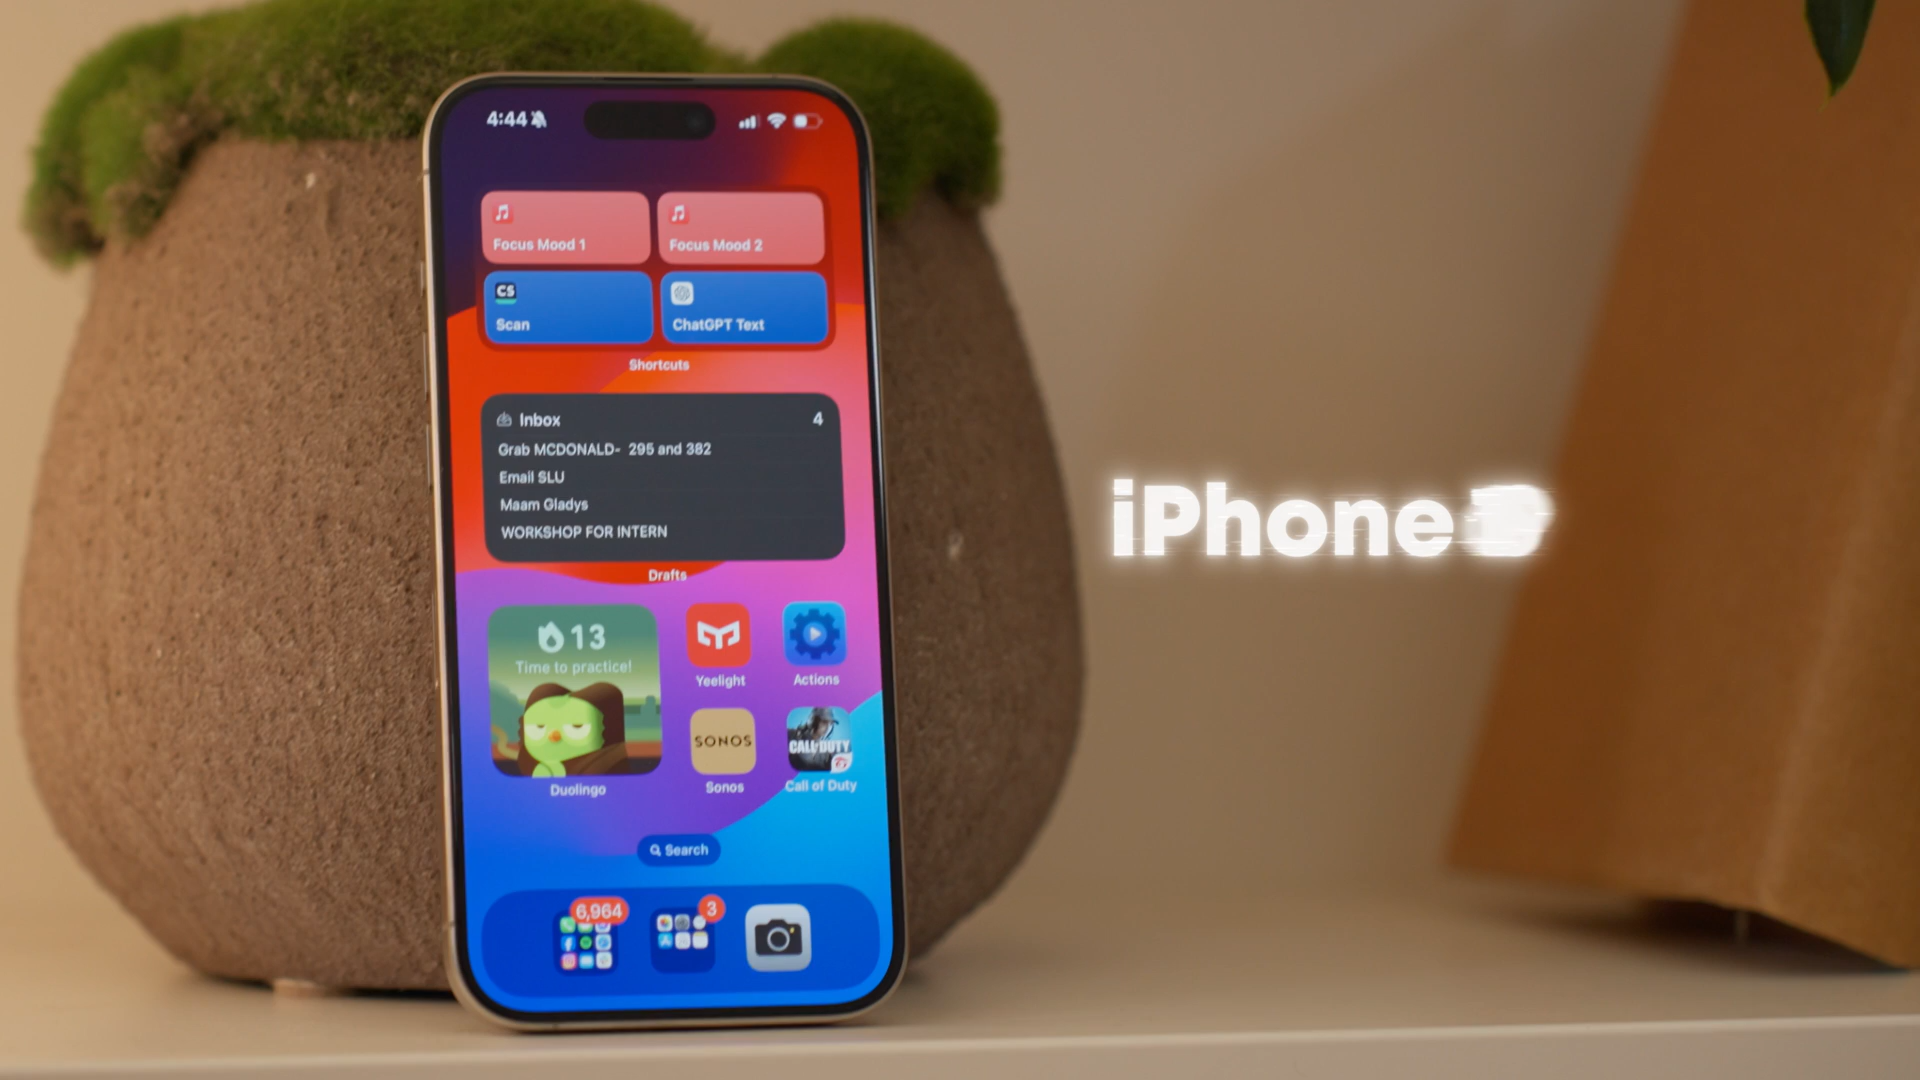 4:44
Focus Mood 1
Focus Mood 2
CS
Scan
ChatGPT Text
Shortcuts
Inbox 4
Grab MCDONALD- 295 and 382
Email SLU
Maam Gladys
WORKSHOP FOR INTERN
Drafts
13
Time to practice!
Duolingo
Yeelight
Actions
SONOS
Sonos
CALL OF DUTY
Call of Duty
Search
6,964
3
iPhone